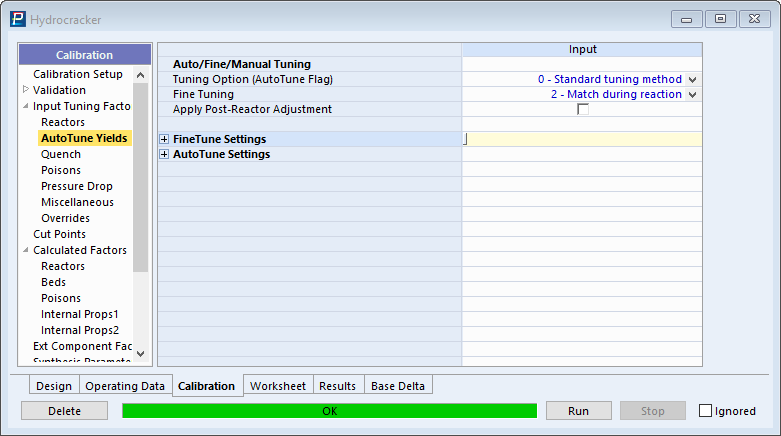 Hydrocracker
Calibration
Calibration Setup
Validation
Input Tuning Facto
Reactors
AutoTune Yields
Quench
Poisons
Pressure Drop
Miscellaneous
Overrides
Cut Points
Calculated Factors
Reactors
Beds
Poisons
Internal Props1
Internal Props2
Ext Component Fac
Input
Auto/Fine/Manual Tuning
Tuning Option (AutoTune Flag) 0 - Standard tuning method
Fine Tuning 2 - Match during reaction
Apply Post-Reactor Adjustment
FineTune Settings
AutoTune Settings
Design Operating Data Calibration Worksheet Results Base Delta
Delete OK Run Stop Ignored